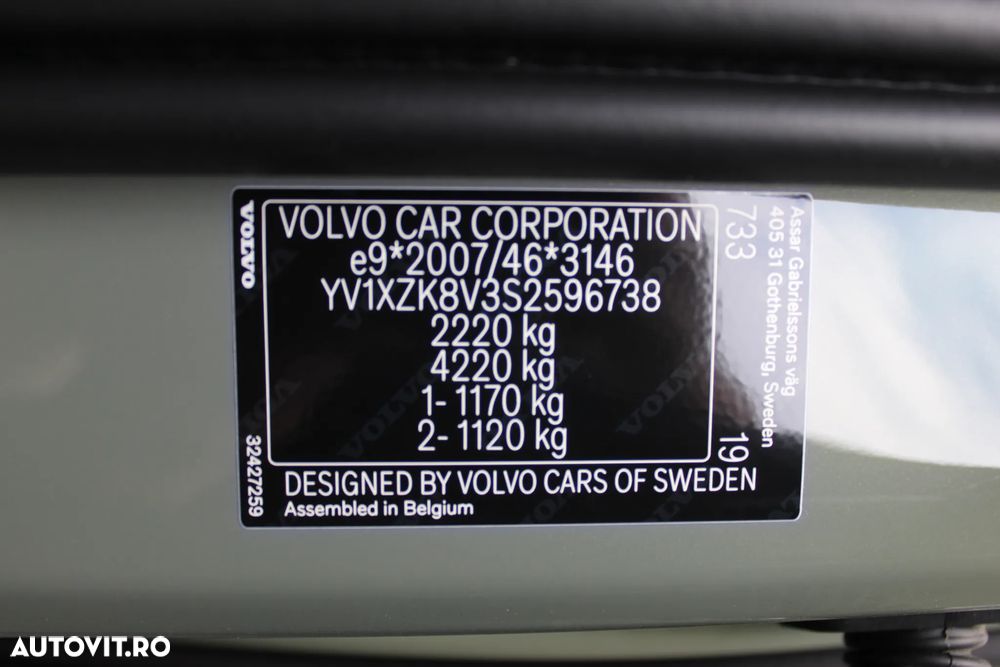 VOLVO
VOLVO CAR CORPORATION
e9*2007/46*3146
YV1XZK8V3S2596738
2220 kg
4220 kg
1- 1170 kg
2- 1120 kg
733
19
Assar Gabrielssons väg
405 31 Gothenburg, Sweden
32427259
DESIGNED BY VOLVO CARS OF SWEDEN
Assembled in Belgium
AUTOVIT.RO